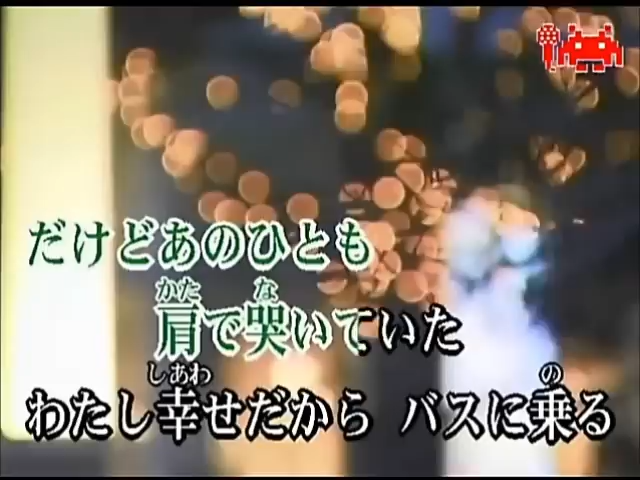 だけどあのひとも
かた な
肩で哭いていた
しあわ の
わたし幸せだから バスに乗る